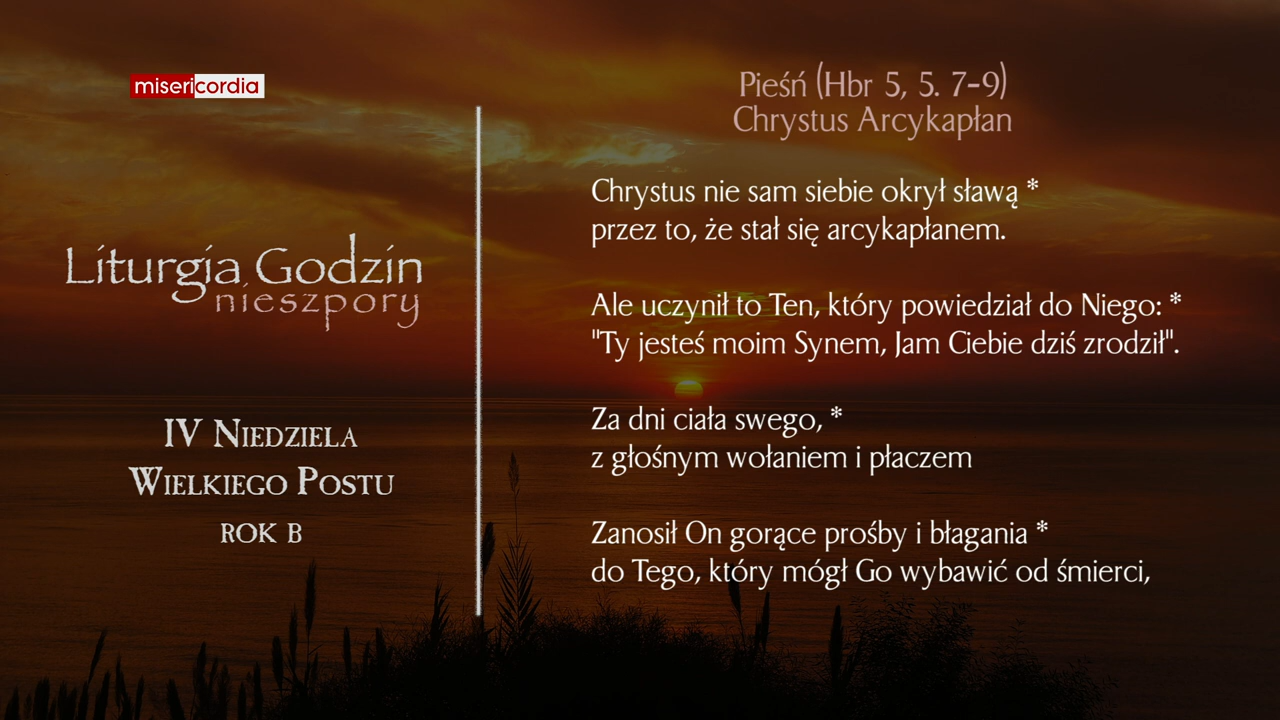 misericordia
Liturgia Godzin
nieszpory
IV Niedziela
Wielkiego Postu
rok B
Pieśń (Hbr 5, 5. 7-9)
Chrystus Arcykapłan
Chrystus nie sam siebie okrył sławą *
przez to, że stał się arcykapłanem.
Ale uczynił to Ten, który powiedział do Niego: *
"Ty jesteś moim Synem, Jam Ciebie dziś zrodził".
Za dni ciała swego, *
z głośnym wołaniem i płaczem
Zanosił On gorące prośby i błagania *
do Tego, który mógł Go wybawić od śmierci,